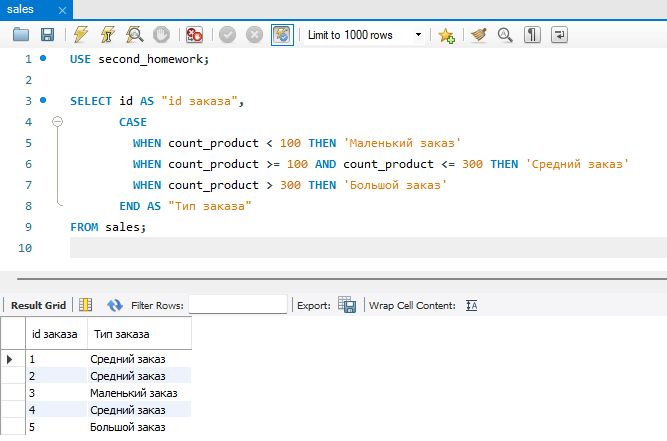 sales
Limit to 1000 rows
1 USE second_homework;
2
3 SELECT id AS "id заказа",
4 CASE
5 WHEN count_product < 100 THEN 'Маленький заказ'
6 WHEN count_product >= 100 AND count_product <= 300 THEN 'Средний заказ'
7 WHEN count_product > 300 THEN 'Большой заказ'
8 END AS "Тип заказа"
9 FROM sales;
10
Result Grid Filter Rows: Export: Wrap Cell Content:
id заказа Тип заказа
1 Средний заказ
2 Средний заказ
3 Маленький заказ
4 Средний заказ
5 Большой заказ